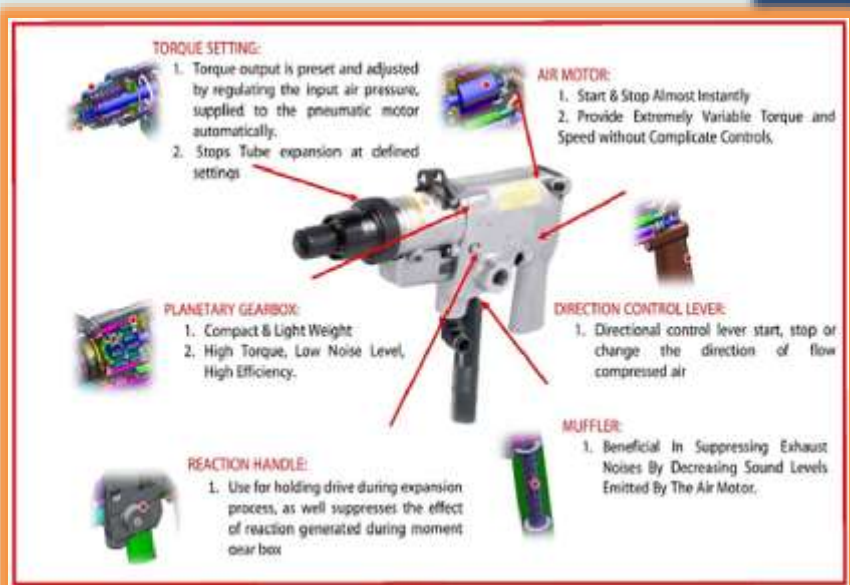 TORQUE SETTING:
1. Torque output is preset and adjusted
by regulating the input air pressure,
supplied to the pneumatic motor
automatically.
2. Stops Tube expansion at defined
settings
AIR MOTOR:
1. Start & Stop Almost Instantly
2. Provide Extremely Variable Torque and
Speed without Complicate Controls.
PLANETARY GEARBOX:
1. Compact & Light Weight
2. High Torque, Low Noise Level,
High Efficiency.
DIRECTION CONTROL LEVER:
1. Directional control lever start, stop or
change the direction of flow
compressed air
REACTION HANDLE:
1. Use for holding drive during expansion
process, as well suppresses the effect
of reaction generated during moment
gear box
MUFFLER:
1. Beneficial In Suppressing Exhaust
Noises By Decreasing Sound Levels
Emitted By The Air Motor.